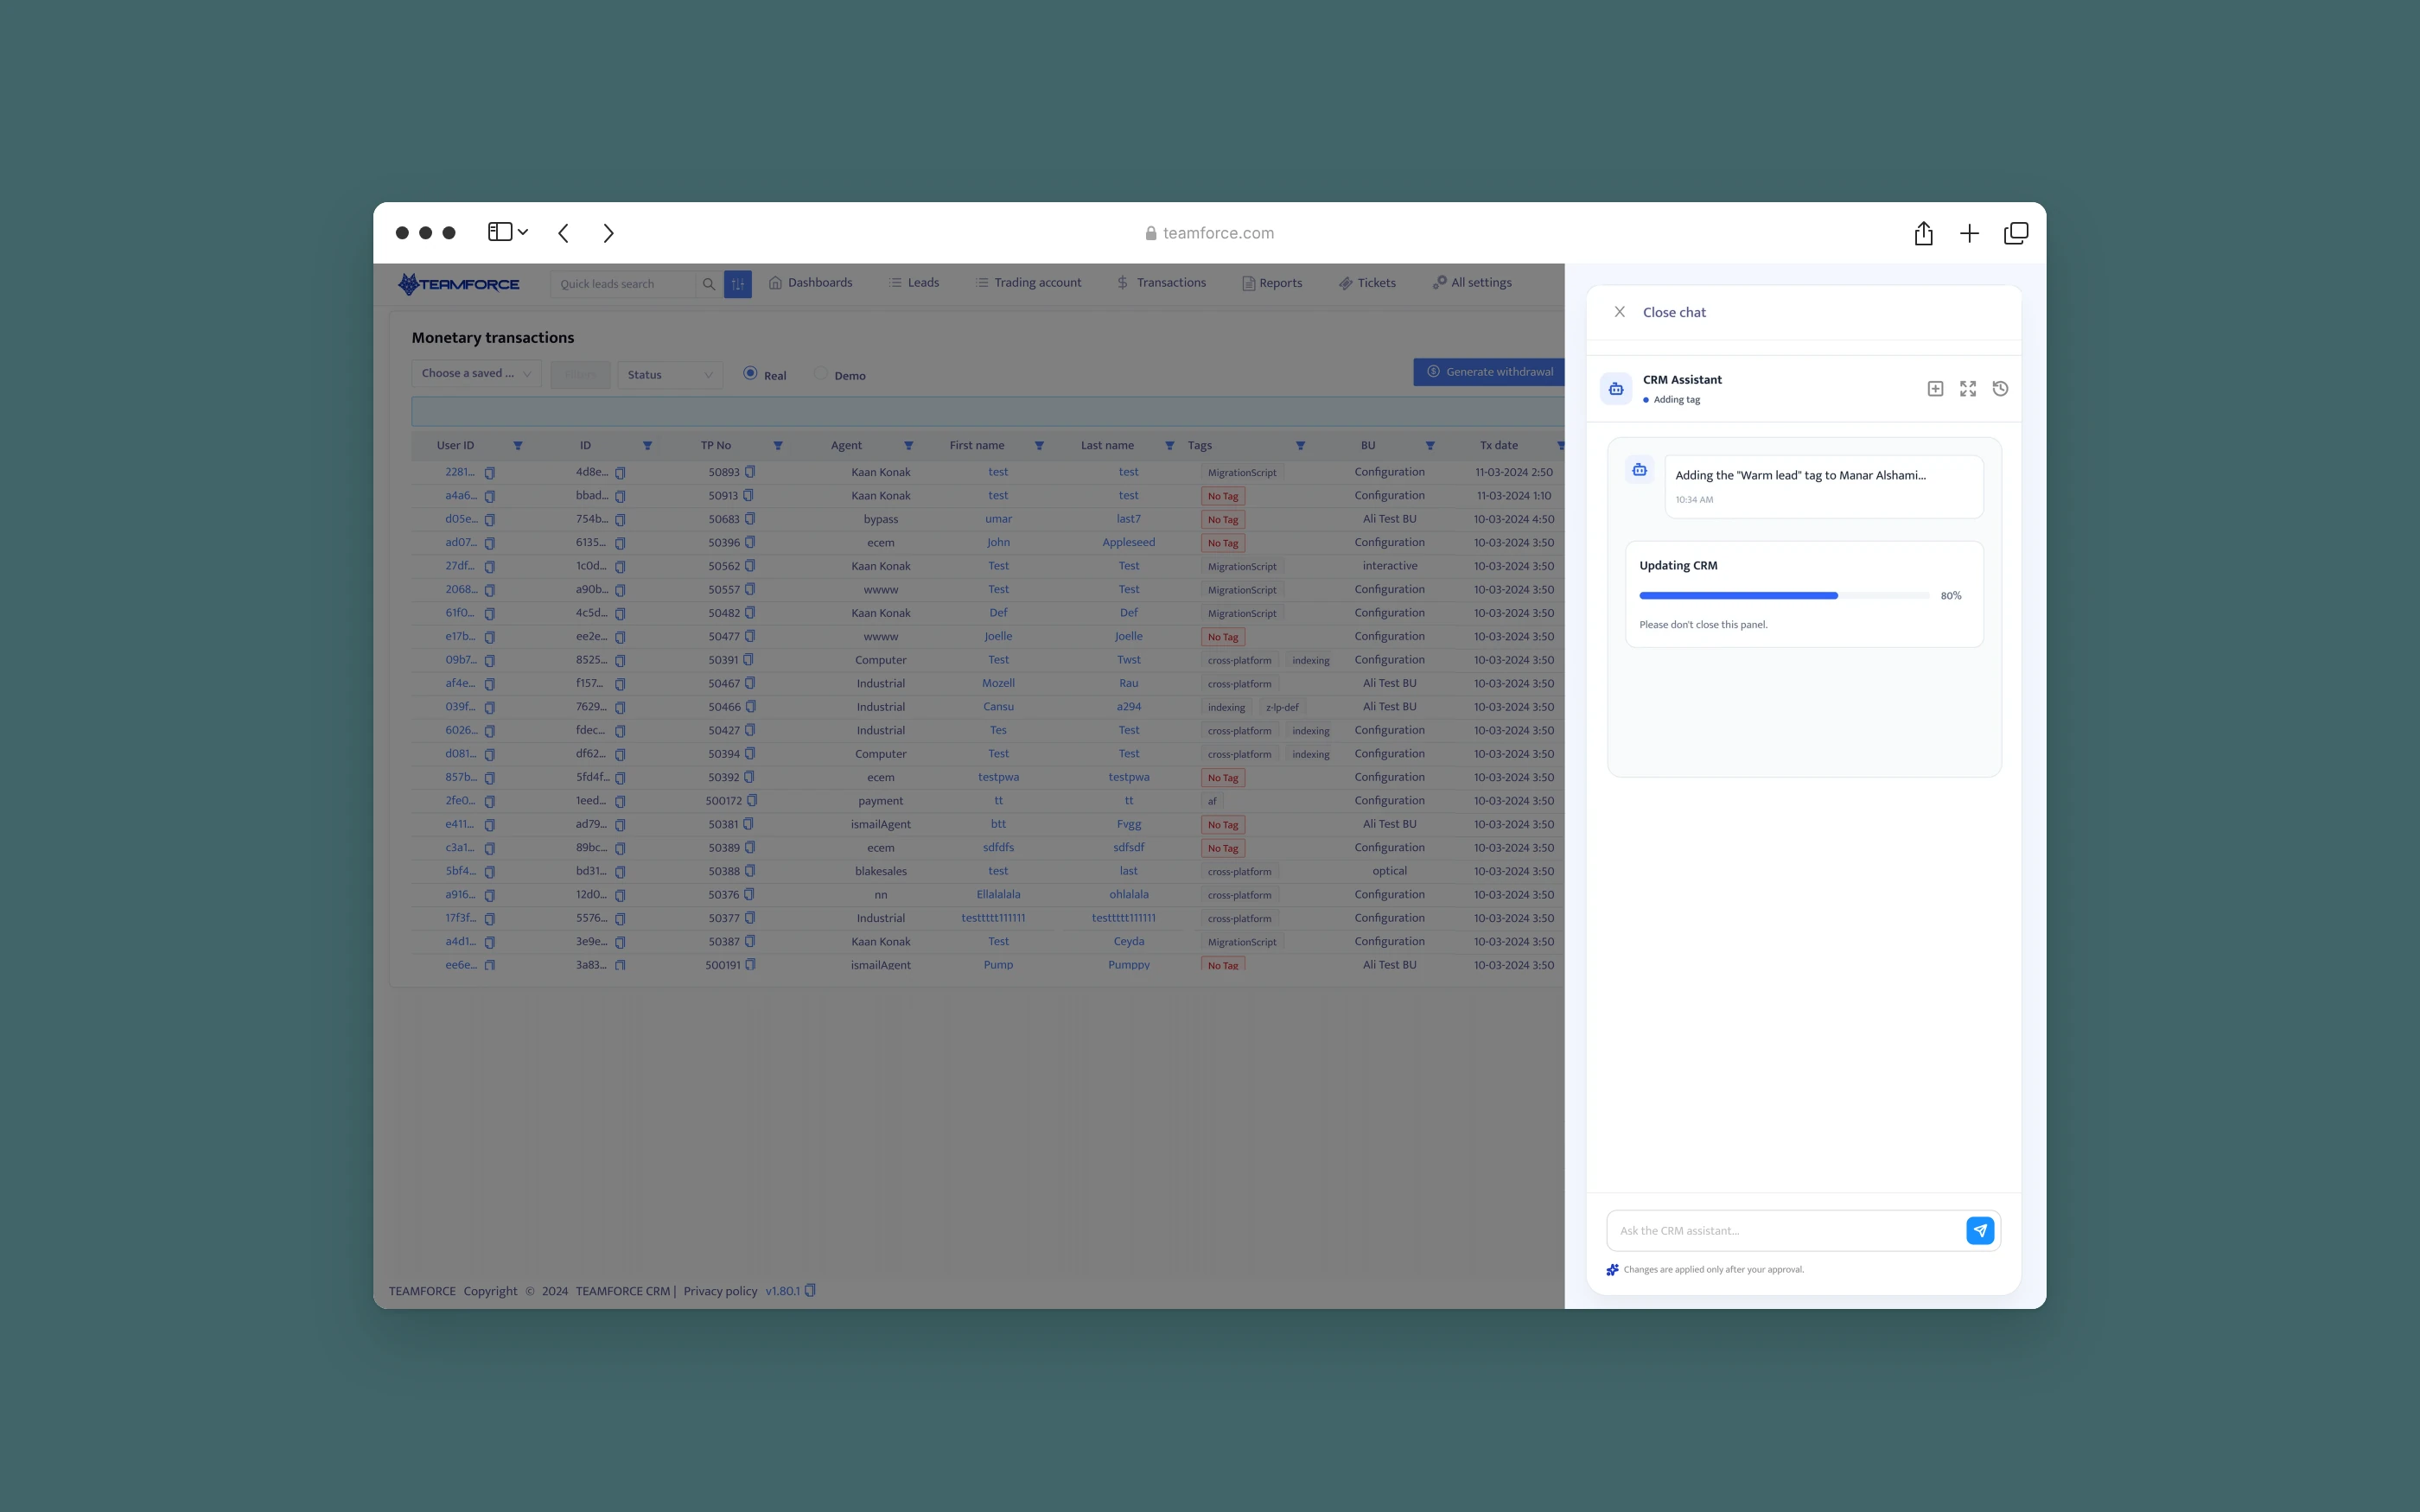 teamforce.com
TEAMFORCE Quick leads search Dashboards Leads Trading account Transactions Reports Tickets All settings
Monetary transactions
Choose a saved ... Status Real Demo Generate withdrawal
User ID ID TP No Agent First name Last name Tags BU Tx date
2281... 4d8e... 50893 Kaan Konak test test MigrationScript Configuration 11-03-2024 2:50
a4a6... bbad... 50913 Kaan Konak test test No Tag Configuration 11-03-2024 1:10
d05e... 754b... 50683 bypass umar last7 No Tag Ali Test BU 10-03-2024 4:50
ad07... 6135... 50396 ecem John Appleseed No Tag Configuration 10-03-2024 3:50
27df... 1c0d... 50562 Kaan Konak Test Test MigrationScript interactive 10-03-2024 3:50
2068... a90b... 50557 wwww Test Test MigrationScript Configuration 10-03-2024 3:50
61f0... 4c5d... 50482 Kaan Konak Def Def MigrationScript Configuration 10-03-2024 3:50
e17b... ee2e... 50477 wwww Joelle Joelle No Tag Configuration 10-03-2024 3:50
09b7... 8525... 50391 Computer Test Twst cross-platform indexing Configuration 10-03-2024 3:50
af4e... f157... 50467 Industrial Mozell Rau cross-platform Ali Test BU 10-03-2024 3:50
039f... 7629... 50466 Industrial Cansu a294 indexing z-lp-def Ali Test BU 10-03-2024 3:50
6026... fdec... 50427 Industrial Tes Test cross-platform indexing Configuration 10-03-2024 3:50
d081... df62... 50394 Computer Test Test cross-platform indexing Configuration 10-03-2024 3:50
857b... 5fd4f... 50392 ecem testpwa testpwa No Tag Configuration 10-03-2024 3:50
2fe0... 1eed... 500172 payment tt tt af Configuration 10-03-2024 3:50
e411... ad79... 50381 ismailAgent btt Fvgg No Tag Ali Test BU 10-03-2024 3:50
c3a1... 89bc... 50389 ecem sdfdfs sdfsdf No Tag Configuration 10-03-2024 3:50
5bf4... bd31... 50388 blakesales test last cross-platform optical 10-03-2024 3:50
a916... 12d0... 50376 nn Ellalalala ohlalala cross-platform Configuration 10-03-2024 3:50
17f3f... 5576... 50377 Industrial testtttt111111 testtttt111111 cross-platform Configuration 10-03-2024 3:50
a4d1... 3e9e... 50387 Kaan Konak Test Ceyda MigrationScript Configuration 10-03-2024 3:50
ee6e... 3a83... 500191 ismailAgent Pump Pumppy No Tag Ali Test BU 10-03-2024 3:50
TEAMFORCE Copyright © 2024 TEAMFORCE CRM | Privacy policy v1.80.1
Close chat
CRM Assistant
Adding tag
Adding the "Warm lead" tag to Manar Alshami...
10:34 AM
Updating CRM
80%
Please don't close this panel.
Ask the CRM assistant...
Changes are applied only after your approval.